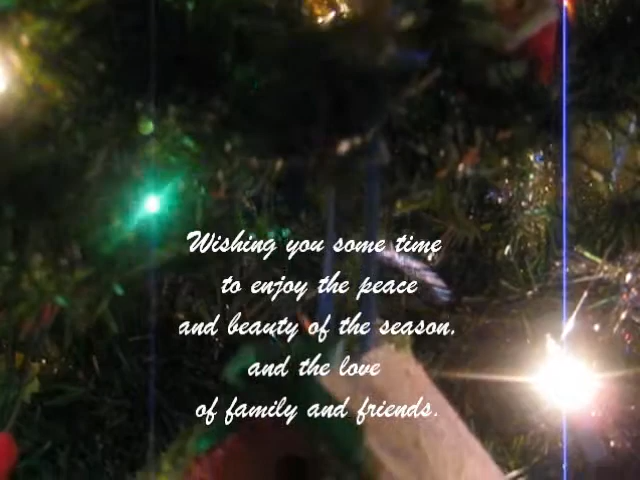 Wishing you some time
to enjoy the peace
and beauty of the season,
and the love
of family and friends.